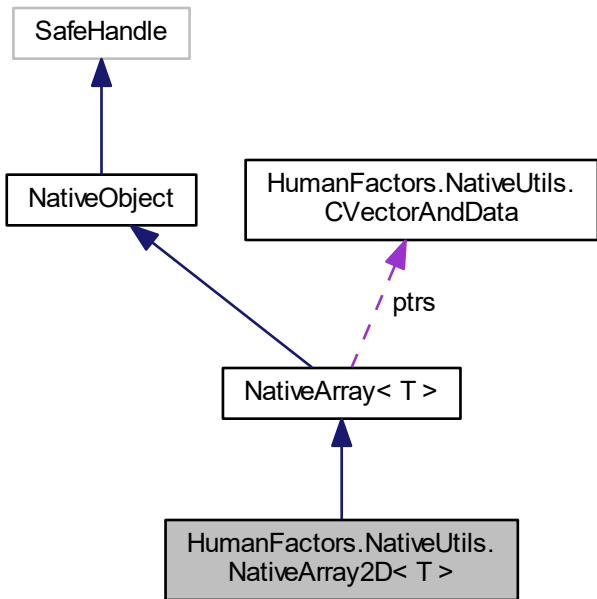 SafeHandle
NativeObject
HumanFactors.NativeUtils.
CVectorAndData
ptrs
NativeArray< T >
HumanFactors.NativeUtils.
NativeArray2D< T >